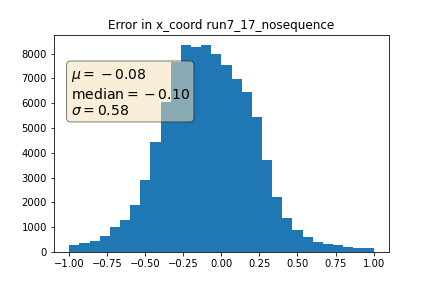 Error in x_coord run7_17_nosequence
8000
7000
6000
5000
4000
3000
2000
1000
0
μ = −0.08
median = −0.10
σ = 0.58
−1.00 −0.75 −0.50 −0.25 0.00 0.25 0.50 0.75 1.00